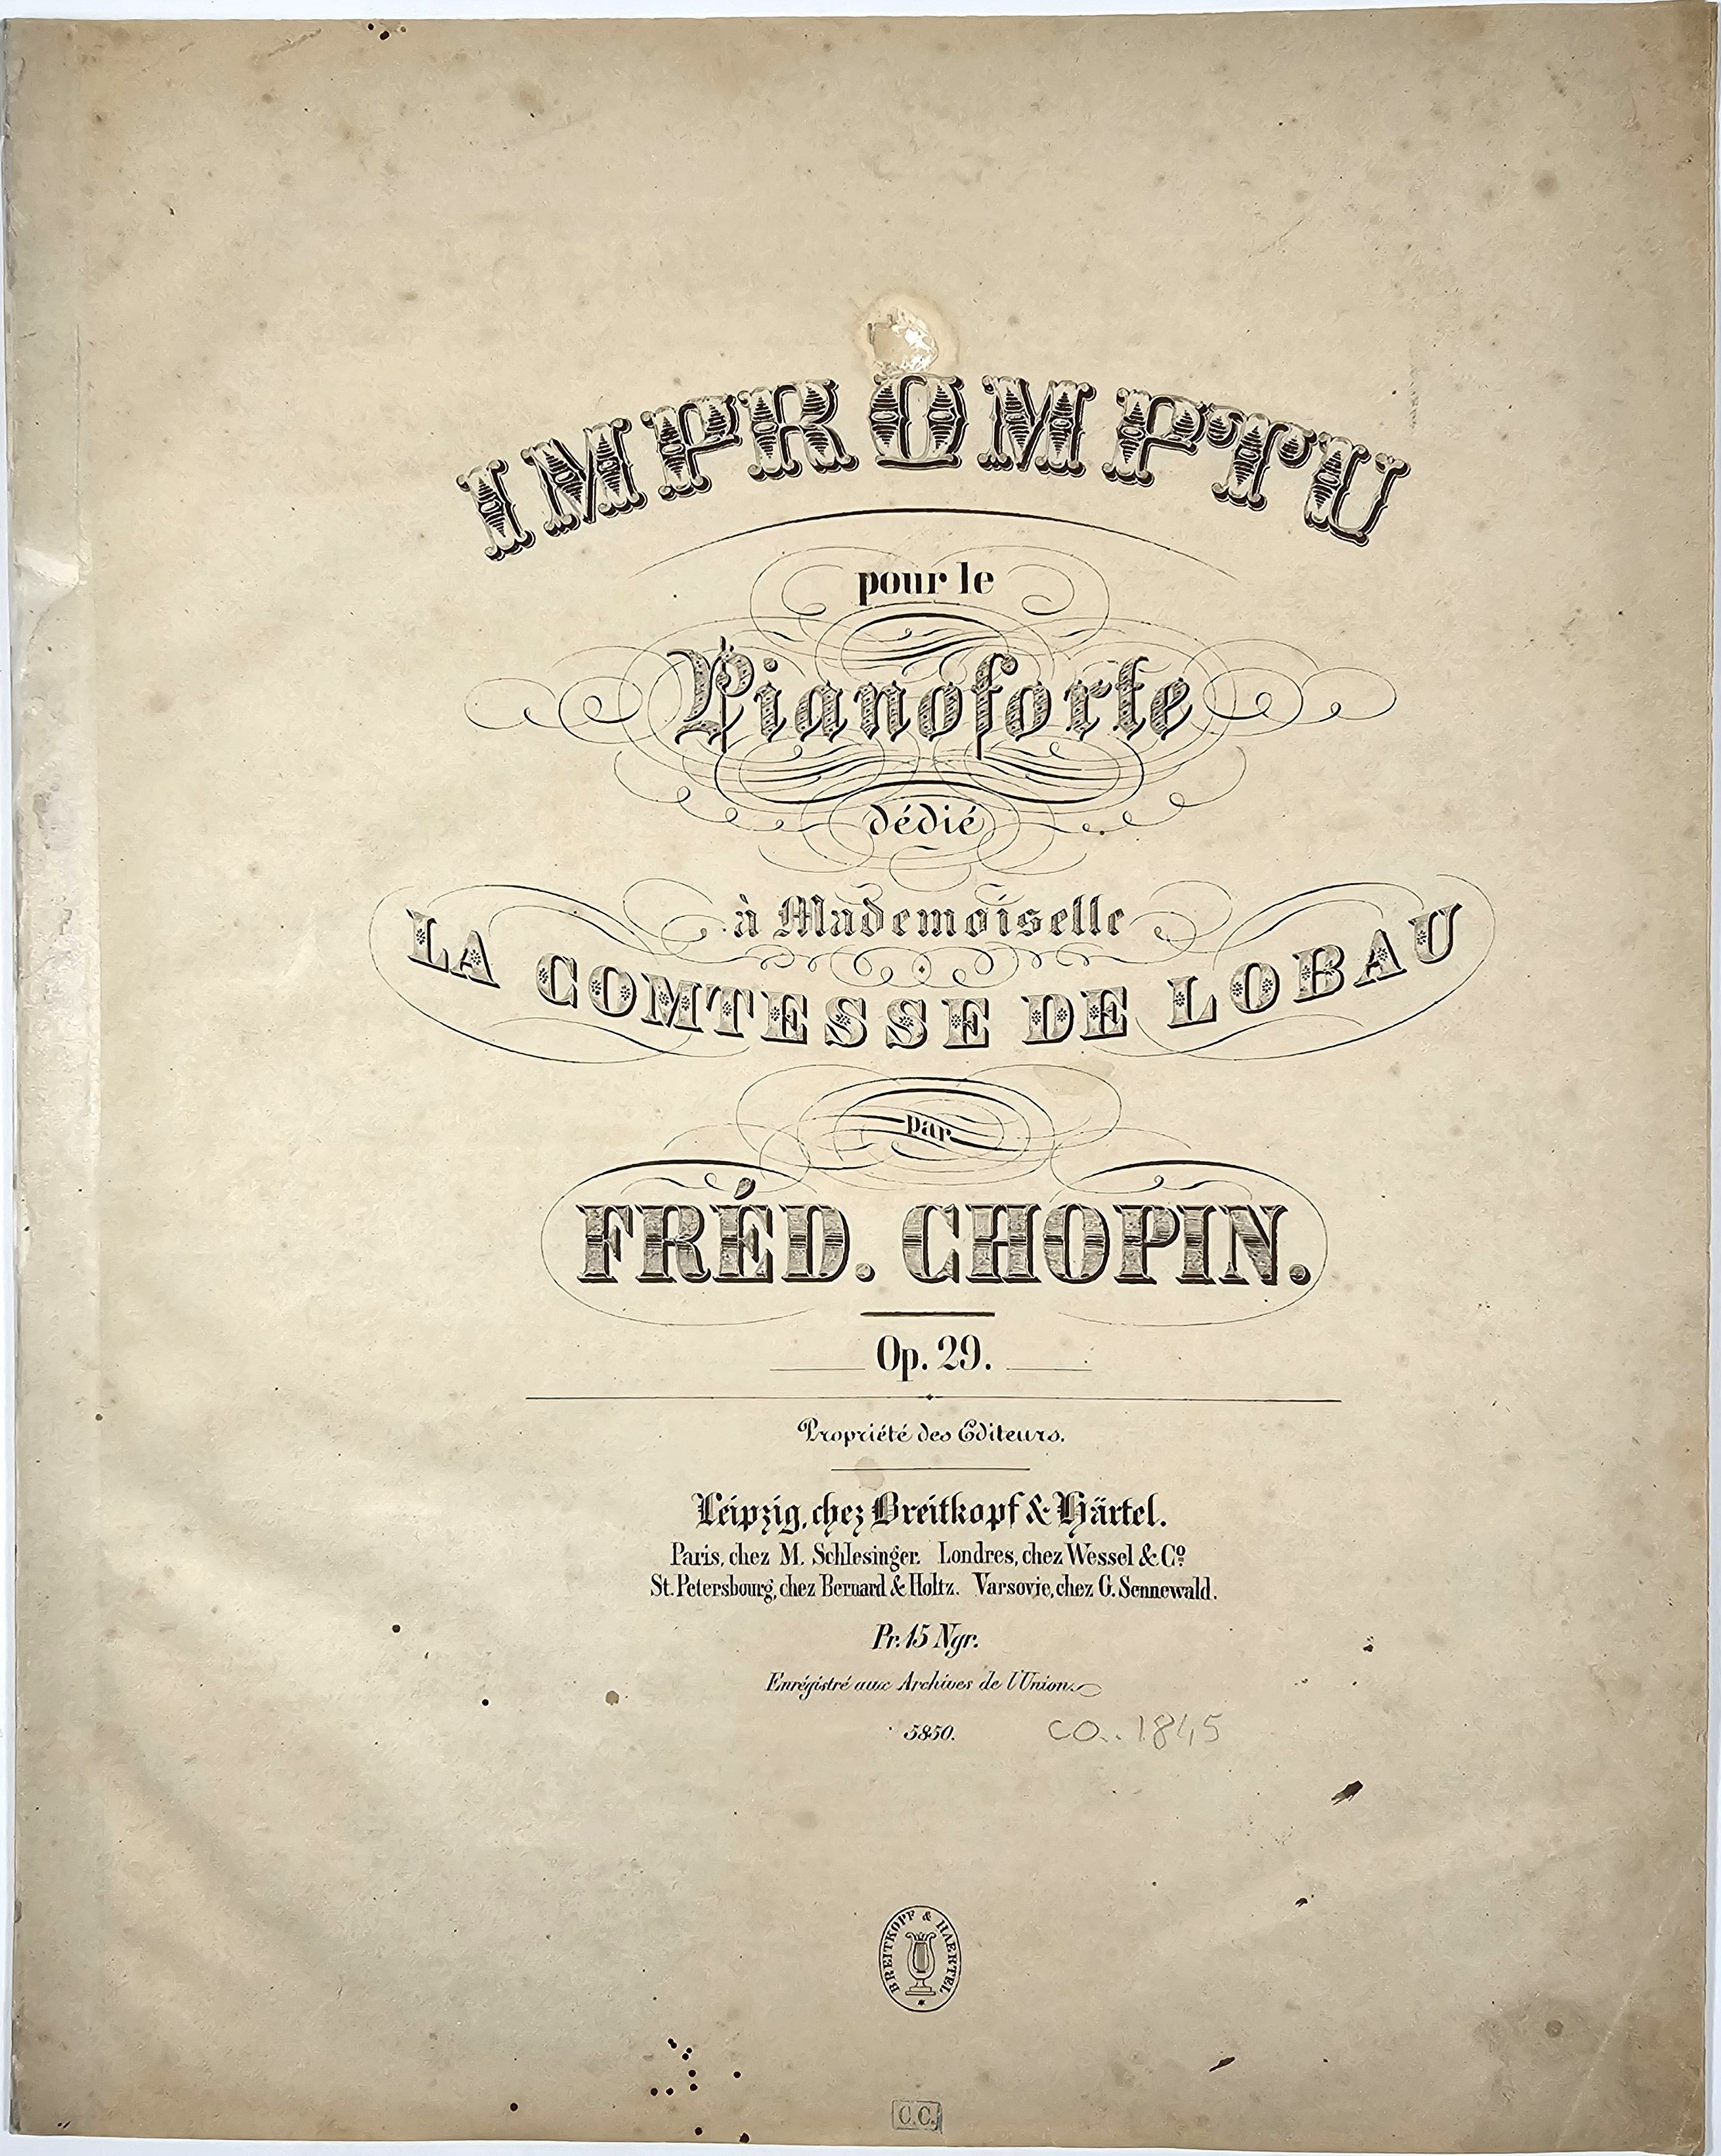 IMPROMPTU
pour le
Pianoforte
dédié
à Mademoiselle
LA COMTESSE DE LOBAU
par
FRÉD. CHOPIN.
Op. 29.
Propriété des Editeurs.
Leipzig, chez Breitkopf & Härtel.
Paris, chez M. Schlesinger. Londres, chez Wessel & Co.
St. Petersbourg, chez Bernard & Holtz. Varsovie, chez G. Sennewald.
Pr. 15 Ngr.
Enrégistré aux Archives de l'Union.
5850.
ca. 1845
BREITKOPF & HAERTEL
C.C.